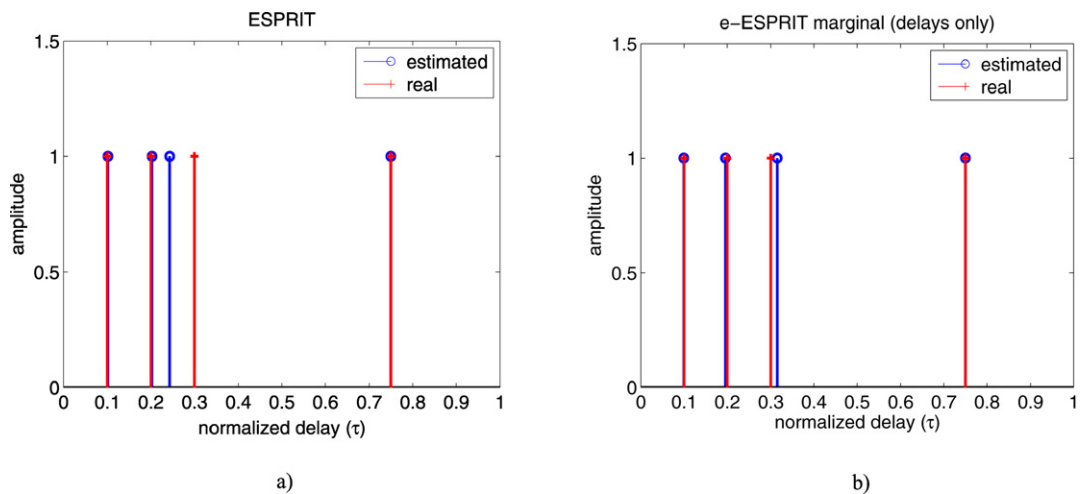 ESPRIT
1.5
1
0.5
0
amplitude
estimated
real
0 0.1 0.2 0.3 0.4 0.5 0.6 0.7 0.8 0.9 1
normalized delay (τ)
a)
e-ESPRIT marginal (delays only)
1.5
1
0.5
0
amplitude
estimated
real
0 0.1 0.2 0.3 0.4 0.5 0.6 0.7 0.8 0.9 1
normalized delay (τ)
b)